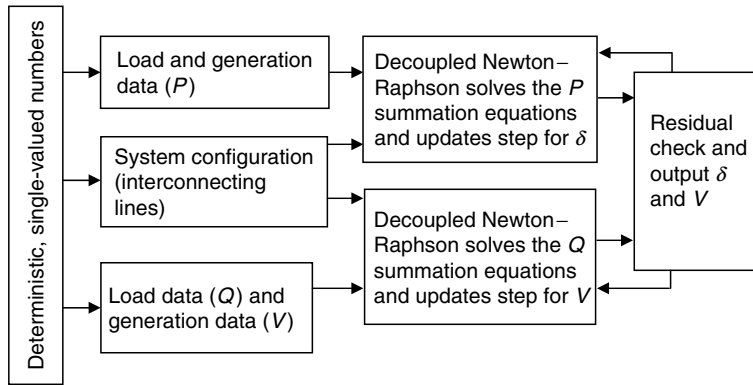 Deterministic, single-valued numbers
Load and generation
data (P)
System configuration
(interconnecting
lines)
Load data (Q) and
generation data (V)
Decoupled Newton–
Raphson solves the P
summation equations
and updates step for δ
Decoupled Newton–
Raphson solves the Q
summation equations
and updates step for V
Residual
check and
output δ
and V